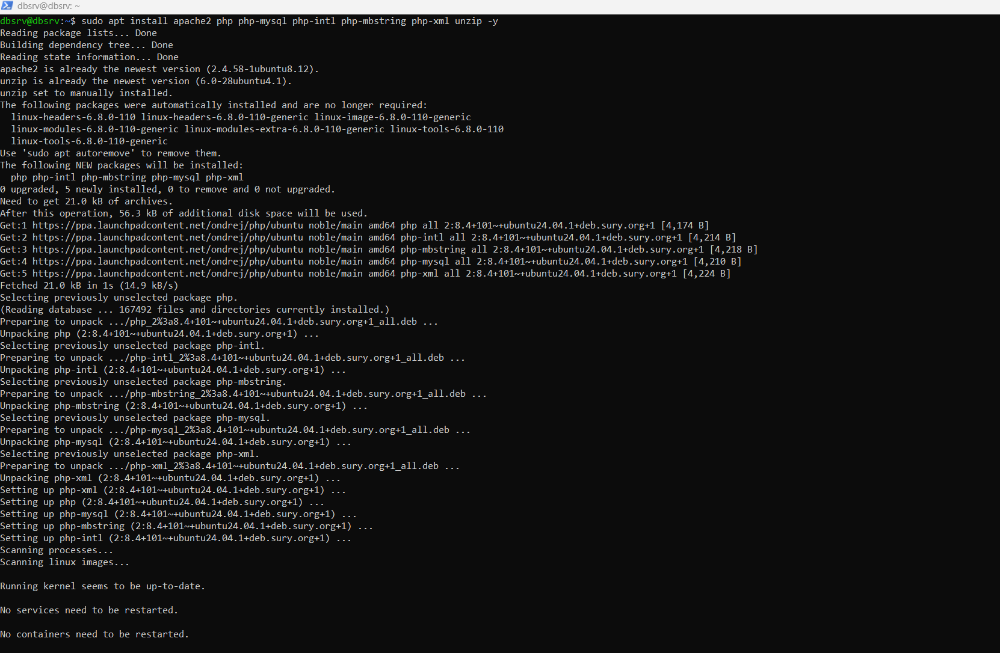 dbsrv@dbsrv: ~
dbsrv@dbsrv:~$ sudo apt install apache2 php php-mysql php-intl php-mbstring php-xml unzip -y
Reading package lists... Done
Building dependency tree... Done
Reading state information... Done
apache2 is already the newest version (2.4.58-1ubuntu8.12).
unzip is already the newest version (6.0-28ubuntu4.1).
unzip set to manually installed.
The following packages were automatically installed and are no longer required:
  linux-headers-6.8.0-110 linux-headers-6.8.0-110-generic linux-image-6.8.0-110-generic
  linux-modules-6.8.0-110-generic linux-modules-extra-6.8.0-110-generic linux-tools-6.8.0-110
  linux-tools-6.8.0-110-generic
Use 'sudo apt autoremove' to remove them.
The following NEW packages will be installed:
  php php-intl php-mbstring php-mysql php-xml
0 upgraded, 5 newly installed, 0 to remove and 0 not upgraded.
Need to get 21.0 kB of archives.
After this operation, 56.3 kB of additional disk space will be used.
Get:1 https://ppa.launchpadcontent.net/ondrej/php/ubuntu noble/main amd64 php all 2:8.4+101~+ubuntu24.04.1+deb.sury.org+1 [4,174 B]
Get:2 https://ppa.launchpadcontent.net/ondrej/php/ubuntu noble/main amd64 php-intl all 2:8.4+101~+ubuntu24.04.1+deb.sury.org+1 [4,214 B]
Get:3 https://ppa.launchpadcontent.net/ondrej/php/ubuntu noble/main amd64 php-mbstring all 2:8.4+101~+ubuntu24.04.1+deb.sury.org+1 [4,218 B]
Get:4 https://ppa.launchpadcontent.net/ondrej/php/ubuntu noble/main amd64 php-mysql all 2:8.4+101~+ubuntu24.04.1+deb.sury.org+1 [4,210 B]
Get:5 https://ppa.launchpadcontent.net/ondrej/php/ubuntu noble/main amd64 php-xml all 2:8.4+101~+ubuntu24.04.1+deb.sury.org+1 [4,224 B]
Fetched 21.0 kB in 1s (14.9 kB/s)
Selecting previously unselected package php.
(Reading database ... 167492 files and directories currently installed.)
Preparing to unpack .../php_2%3a8.4+101~+ubuntu24.04.1+deb.sury.org+1_all.deb ...
Unpacking php (2:8.4+101~+ubuntu24.04.1+deb.sury.org+1) ...
Selecting previously unselected package php-intl.
Preparing to unpack .../php-intl_2%3a8.4+101~+ubuntu24.04.1+deb.sury.org+1_all.deb ...
Unpacking php-intl (2:8.4+101~+ubuntu24.04.1+deb.sury.org+1) ...
Selecting previously unselected package php-mbstring.
Preparing to unpack .../php-mbstring_2%3a8.4+101~+ubuntu24.04.1+deb.sury.org+1_all.deb ...
Unpacking php-mbstring (2:8.4+101~+ubuntu24.04.1+deb.sury.org+1) ...
Selecting previously unselected package php-mysql.
Preparing to unpack .../php-mysql_2%3a8.4+101~+ubuntu24.04.1+deb.sury.org+1_all.deb ...
Unpacking php-mysql (2:8.4+101~+ubuntu24.04.1+deb.sury.org+1) ...
Selecting previously unselected package php-xml.
Preparing to unpack .../php-xml_2%3a8.4+101~+ubuntu24.04.1+deb.sury.org+1_all.deb ...
Unpacking php-xml (2:8.4+101~+ubuntu24.04.1+deb.sury.org+1) ...
Setting up php-xml (2:8.4+101~+ubuntu24.04.1+deb.sury.org+1) ...
Setting up php (2:8.4+101~+ubuntu24.04.1+deb.sury.org+1) ...
Setting up php-mysql (2:8.4+101~+ubuntu24.04.1+deb.sury.org+1) ...
Setting up php-mbstring (2:8.4+101~+ubuntu24.04.1+deb.sury.org+1) ...
Setting up php-intl (2:8.4+101~+ubuntu24.04.1+deb.sury.org+1) ...
Scanning processes...
Scanning linux images...

Running kernel seems to be up-to-date.

No services need to be restarted.

No containers need to be restarted.